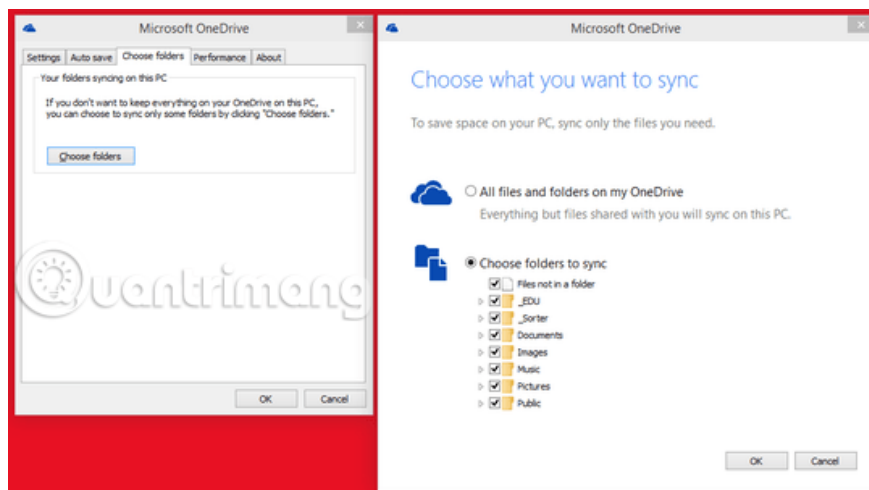 Microsoft OneDrive
Settings Auto save Choose folders Performance About
Your folders syncing on this PC
If you don't want to keep everything on your OneDrive on this PC,
you can choose to sync only some folders by clicking "Choose folders."
Choose folders
OK Cancel
Quantrimang
Microsoft OneDrive
Choose what you want to sync
To save space on your PC, sync only the files you need.
All files and folders on my OneDrive
Everything but files shared with you will sync on this PC.
Choose folders to sync
Files not in a folder
_EDU
_Sorter
Documents
Images
Music
Pictures
Public
OK Cancel